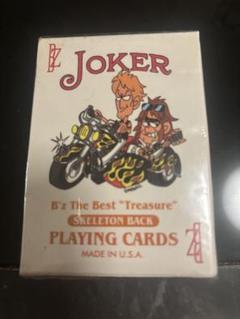 B'z
JOKER
B'z The Best "Treasure"
SKELETON BACK
PLAYING CARDS
MADE IN U.S.A.
B'z